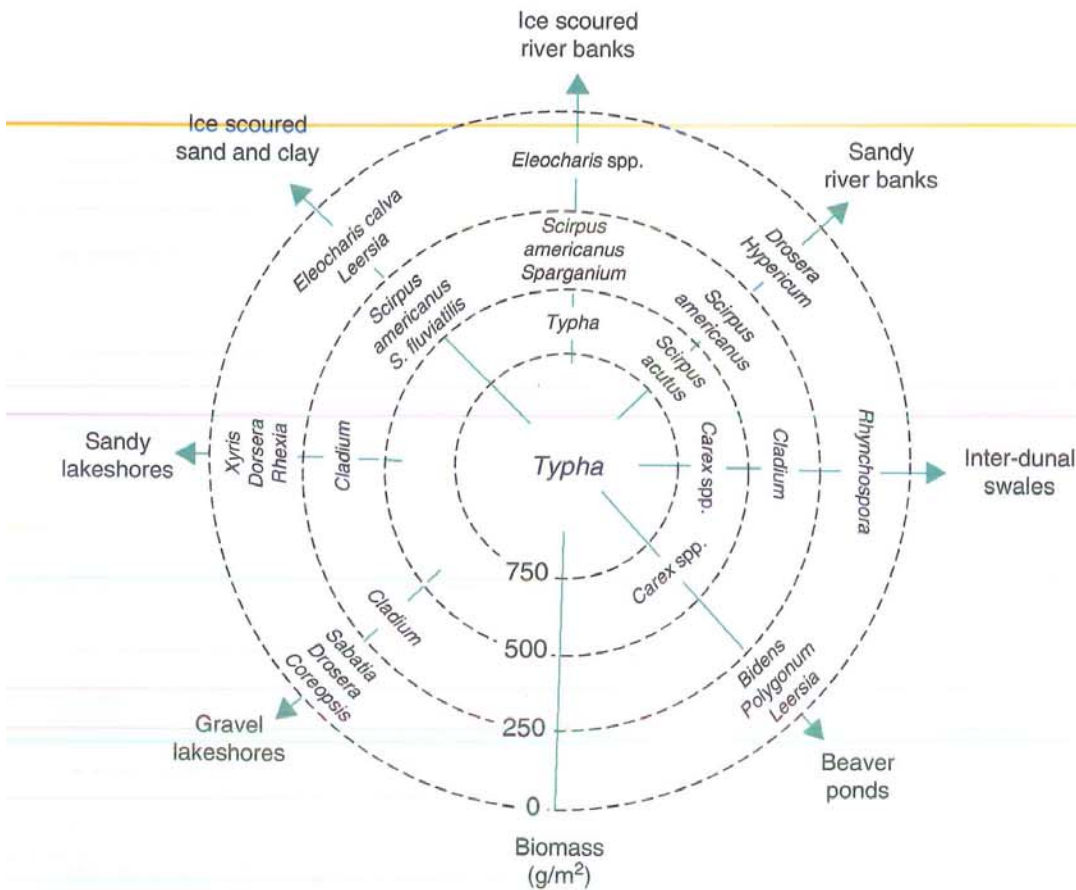 Ice scoured
river banks
Ice scoured
sand and clay
Sandy
river banks
Eleocharis spp.
Eleocharis calva
Leersia
Drosera
Hypericum
Scirpus
americanus
Sparganium
Scirpus
americanus
S. fluviatilis
Scirpus
americanus
Typha
Scirpus
acutus
Sandy
lakeshores
Xyris
Dorsera
Rhexia
Cladium
Typha
Carex spp.
Cladium
Rhynchospora
Inter-dunal
swales
Carex spp.
Cladium
Sabatia
Drosera
Coreopsis
Bidens
Polygonum
Leersia
Gravel
lakeshores
Beaver
ponds
750
500
250
0
Biomass
(g/m²)